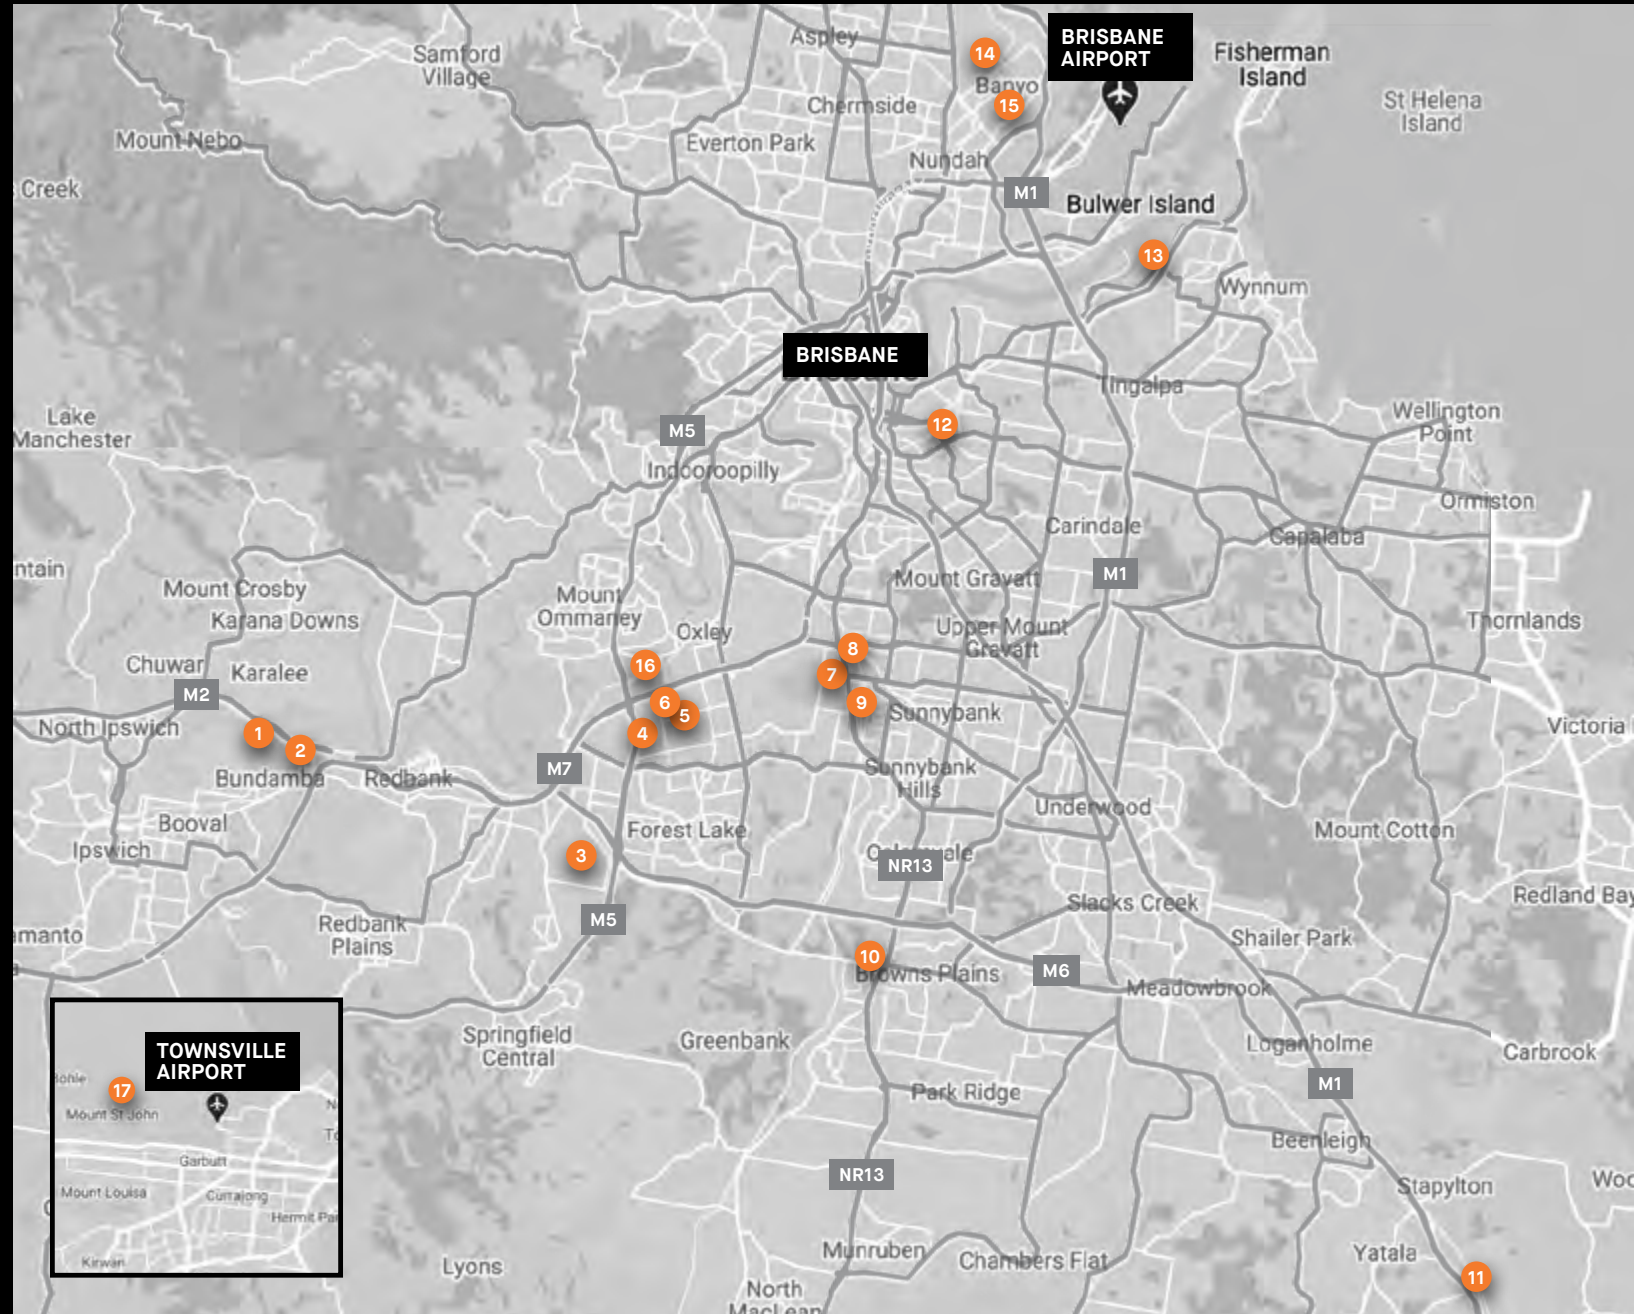 Aspley
14
BRISBANE
AIRPORT
Fisherman
Island
Samford
Village
Banyo
15
Chermside
St Helena
Island
Mount Nebo
Everton Park
Nundah
Creek
M1
Bulwer Island
13
Wynnum
BRISBANE
Tingalpa
Lake
Manchester
M5
12
Wellington
Point
Indooroopilly
Ormiston
Carindale
Capalaba
ntain
Mount Crosby
Karana Downs
Mount
Ommaney
Mount Gravatt
M1
Oxley
Upper Mount
Gravatt
Thornlands
Chuwar
Karalee
16
8
7
M2
6
5
9
Sunnybank
North Ipswich
1
2
4
Victoria
Bundamba
Redbank
M7
Sunnybank
Hills
Underwood
Booval
Ipswich
Forest Lake
Mount Cotton
3
NR13
Redland Bay
Slacks Creek
M5
Redbank
Plains
amanto
Shailer Park
10
Browns Plains
M6
Meadowbrook
Springfield
Central
Greenbank
Loganholme
Carbrook
TOWNSVILLE
AIRPORT
17
Bohle
Mount St John
Garbutt
Mount Louisa
Currajong
Hermit Pa
Kirwan
Park Ridge
M1
Beenleigh
NR13
Stapylton
Woo
Munruben
Chambers Flat
Yatala
Lyons
11
North
MacLean